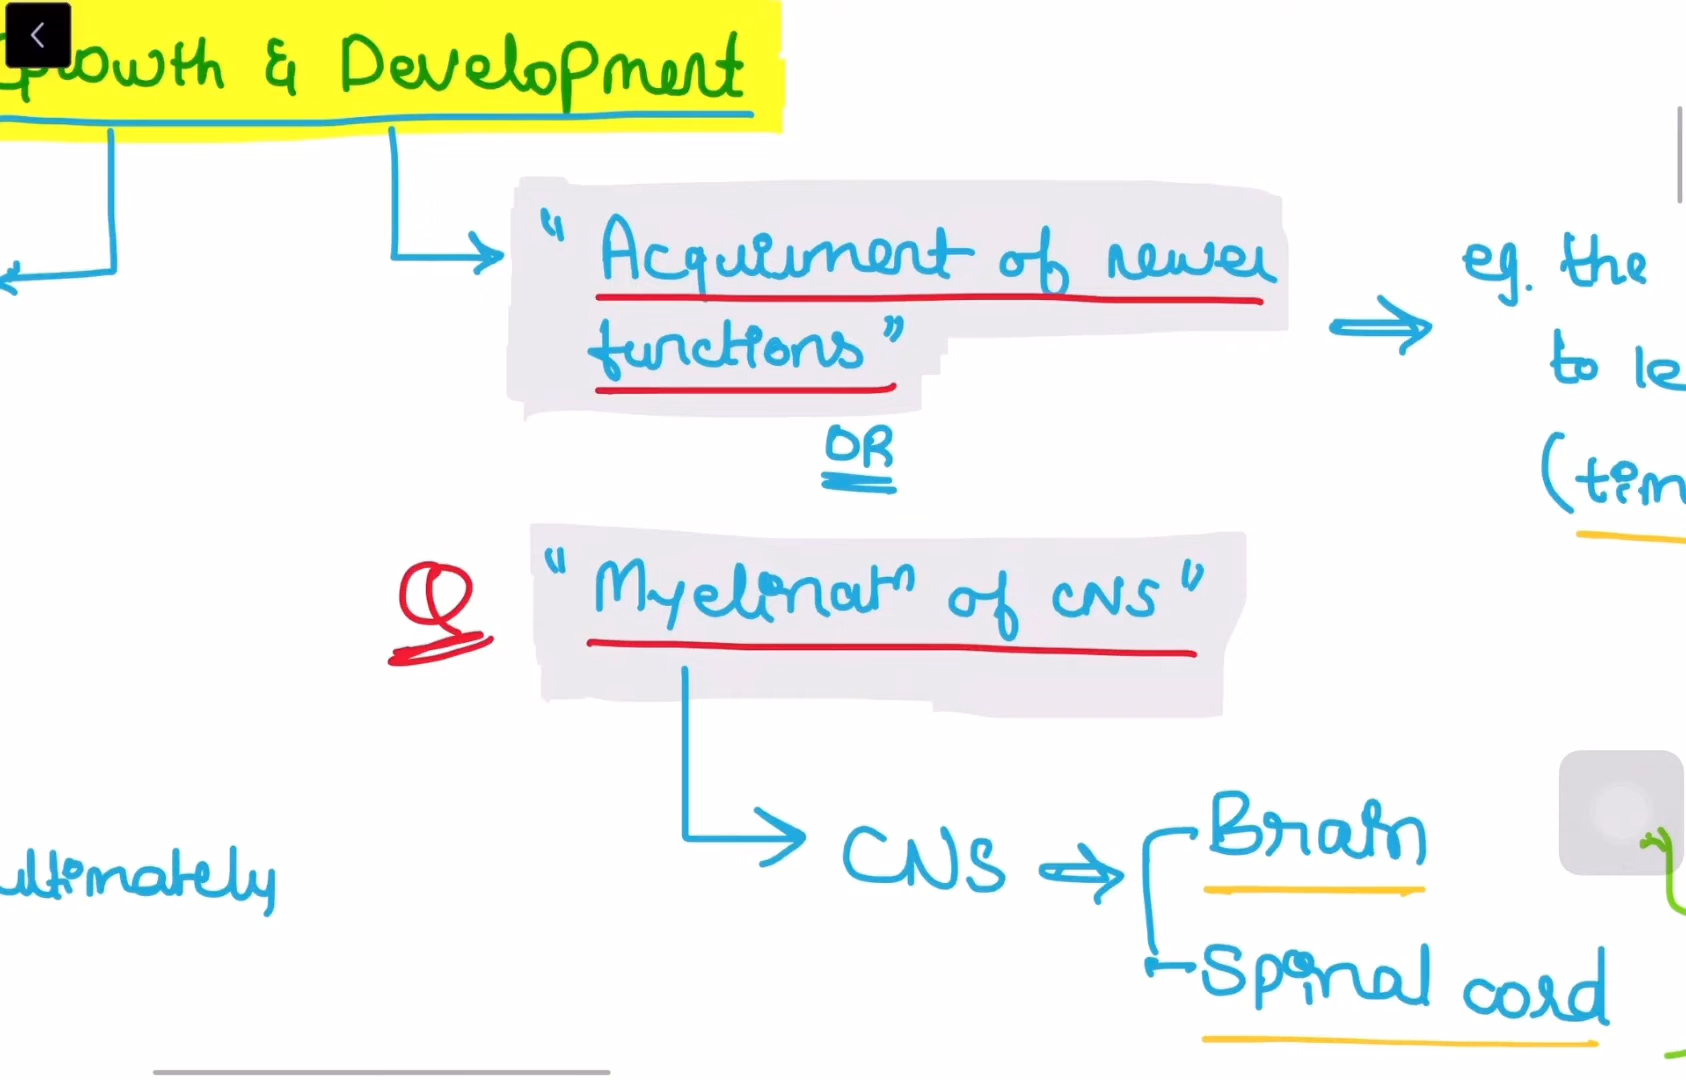 Growth & Development
"Acquirment of newer
functions"
eg. the
to le
OR
(tim
Q "Myelinatn of CNS"
CNS
Brain
ultimately
Spinal cord